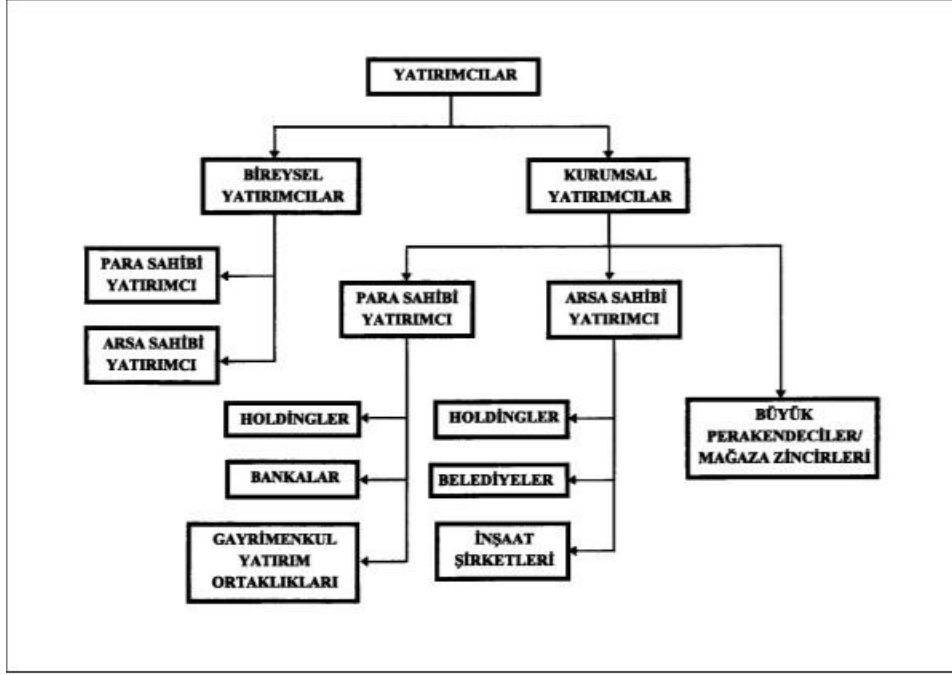 YATIRIMCILAR
BİREYSEL
YATIRIMCILAR
KURUMSAL
YATIRIMCILAR
PARA SAHİBİ
YATIRIMCI
ARSA SAHİBİ
YATIRIMCI
PARA SAHİBİ
YATIRIMCI
ARSA SAHİBİ
YATIRIMCI
HOLDİNGLER
BANKALAR
GAYRİMENKUL
YATIRIM
ORTAKLIKLARI
HOLDİNGLER
BELEDİYELER
İNŞAAT
ŞİRKETLERİ
BÜYÜK
PERAKENDECİLER/
MAĞAZA ZİNCİRLERİ